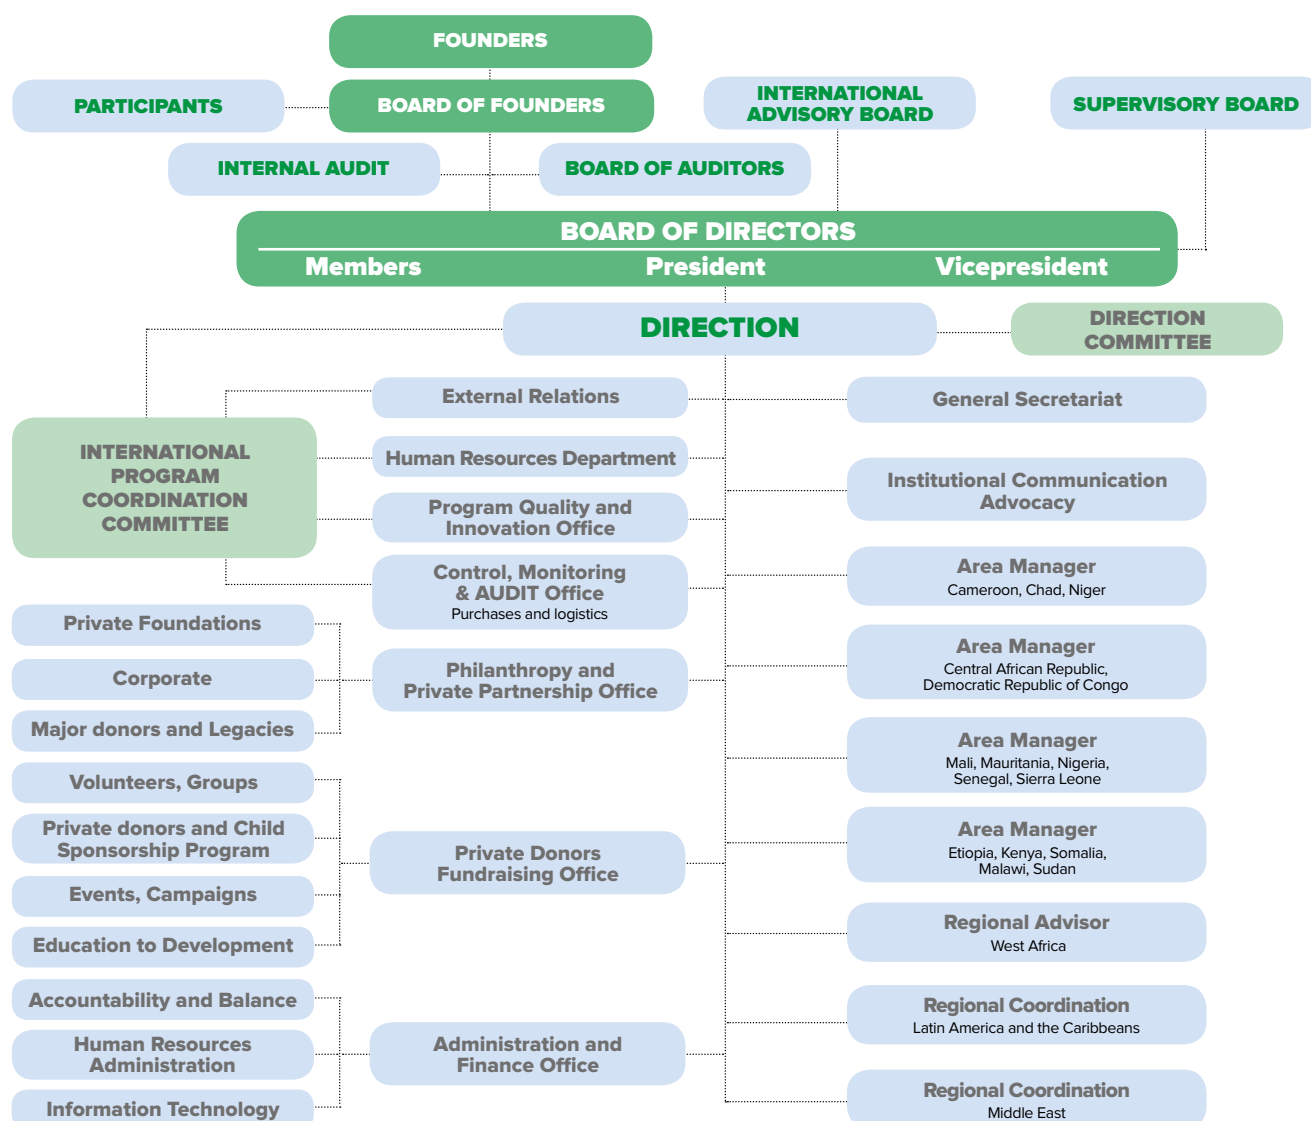 FOUNDERS
PARTICIPANTS
BOARD OF FOUNDERS
INTERNATIONAL
ADVISORY BOARD
SUPERVISORY BOARD
INTERNAL AUDIT
BOARD OF AUDITORS
BOARD OF DIRECTORS
Members
President
Vicepresident
DIRECTION
DIRECTION
COMMITTEE
INTERNATIONAL
PROGRAM
COORDINATION
COMMITTEE
External Relations
Human Resources Department
Program Quality and
Innovation Office
Control, Monitoring
& AUDIT Office
Purchases and logistics
Private Foundations
Corporate
Major donors and Legacies
Philanthropy and
Private Partnership Office
Volunteers, Groups
Private donors and Child
Sponsorship Program
Events, Campaigns
Education to Development
Private Donors
Fundraising Office
Accountability and Balance
Human Resources
Administration
Information Technology
Administration and
Finance Office
General Secretariat
Institutional Communication
Advocacy
Area Manager
Cameroon, Chad, Niger
Area Manager
Central African Republic,
Democratic Republic of Congo
Area Manager
Mali, Mauritania, Nigeria,
Senegal, Sierra Leone
Area Manager
Etiopia, Kenya, Somalia,
Malawi, Sudan
Regional Advisor
West Africa
Regional Coordination
Latin America and the Caribbeans
Regional Coordination
Middle East